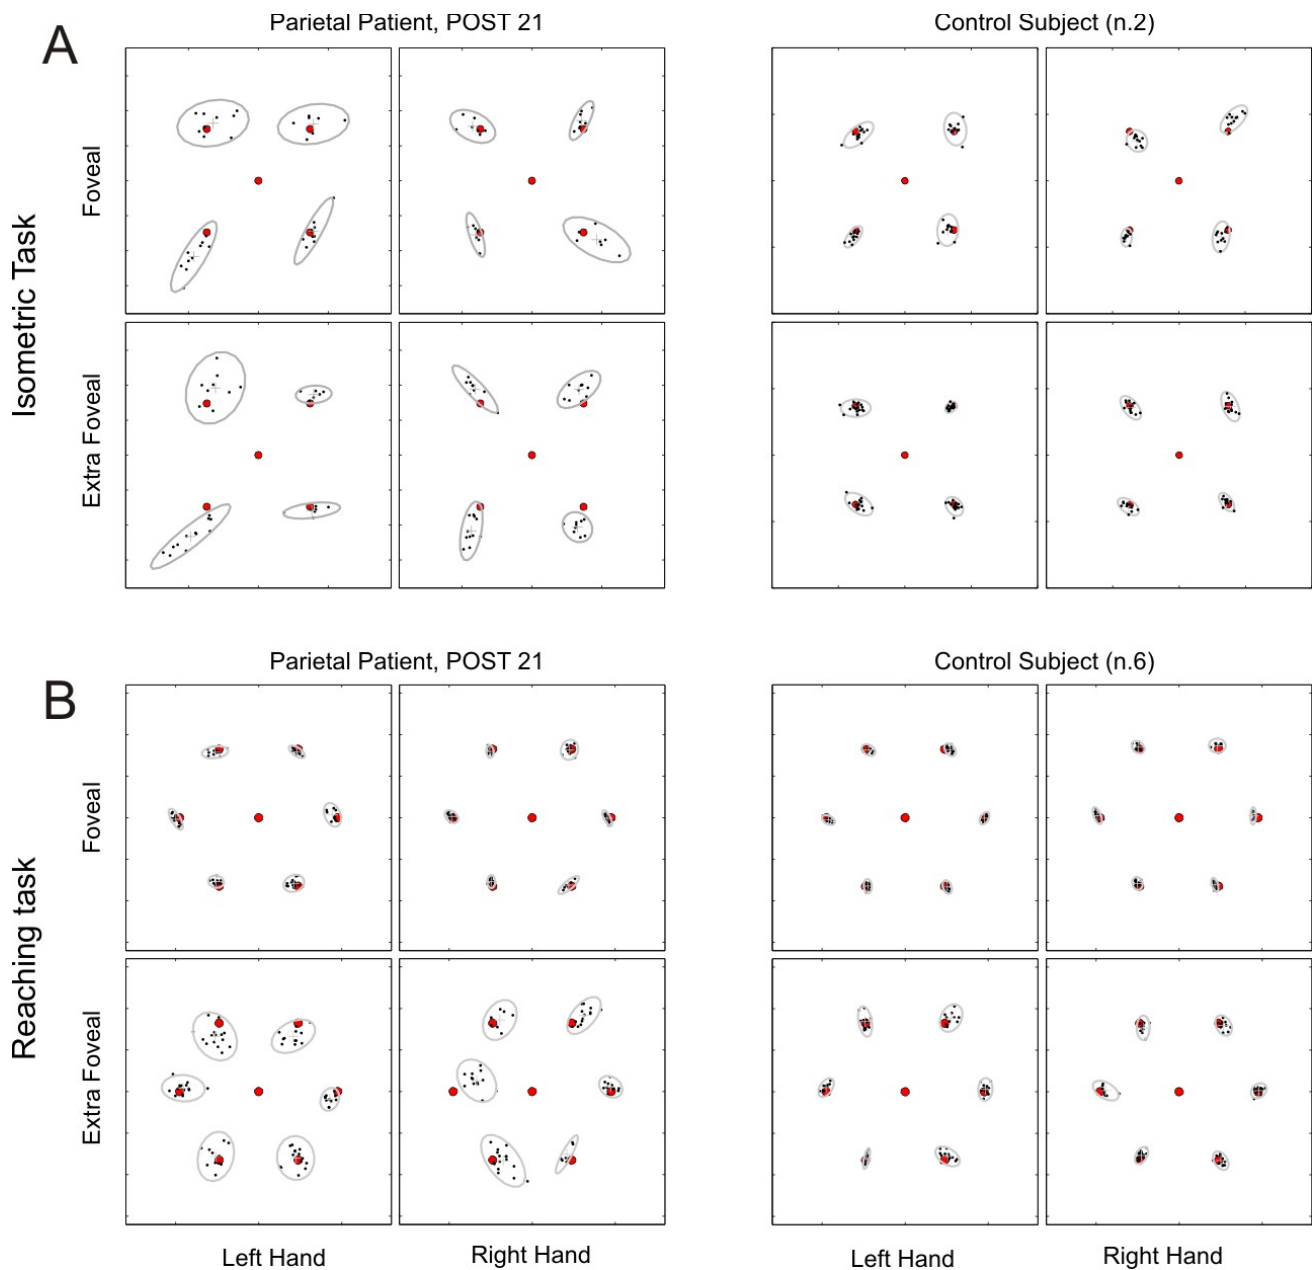 A
Parietal Patient, POST 21
Control Subject (n.2)
Isometric Task
Foveal
Extra Foveal
B
Parietal Patient, POST 21
Control Subject (n.6)
Reaching task
Foveal
Extra Foveal
Left Hand
Right Hand
Left Hand
Right Hand